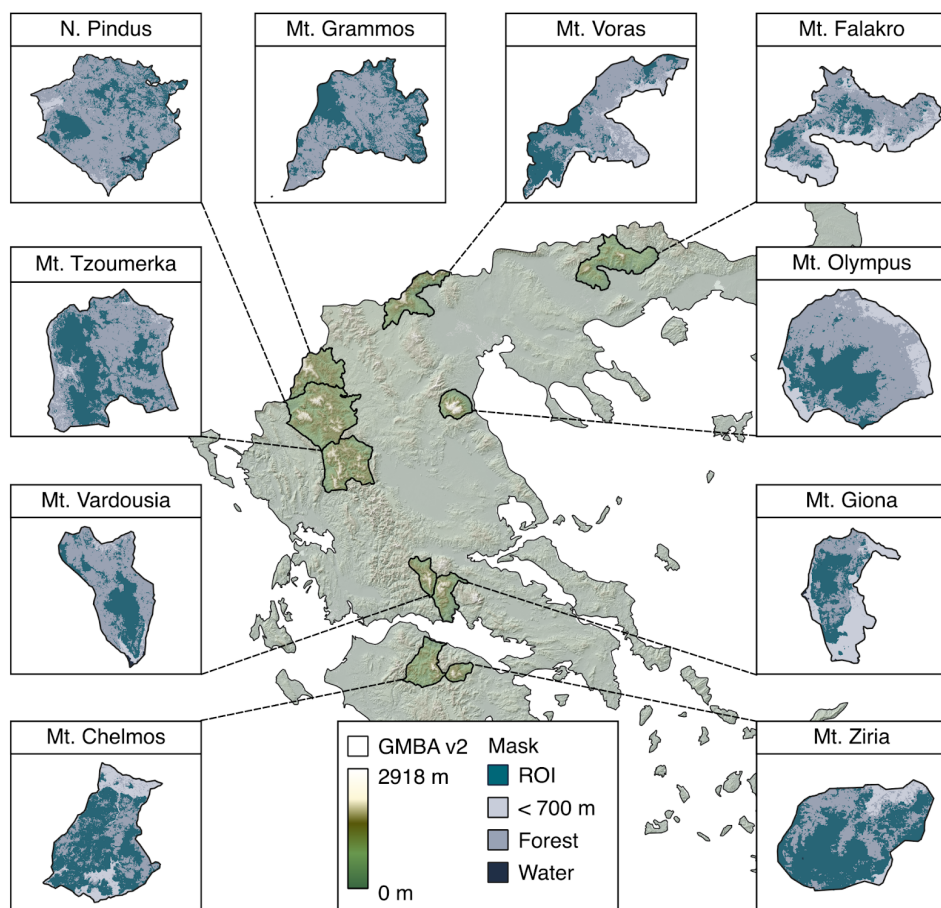 N. Pindus
Mt. Grammos
Mt. Voras
Mt. Falakro
Mt. Tzoumerka
Mt. Olympus
Mt. Vardousia
Mt. Giona
Mt. Chelmos
Mt. Ziria
GMBA v2
2918 m
0 m
Mask
ROI
< 700 m
Forest
Water